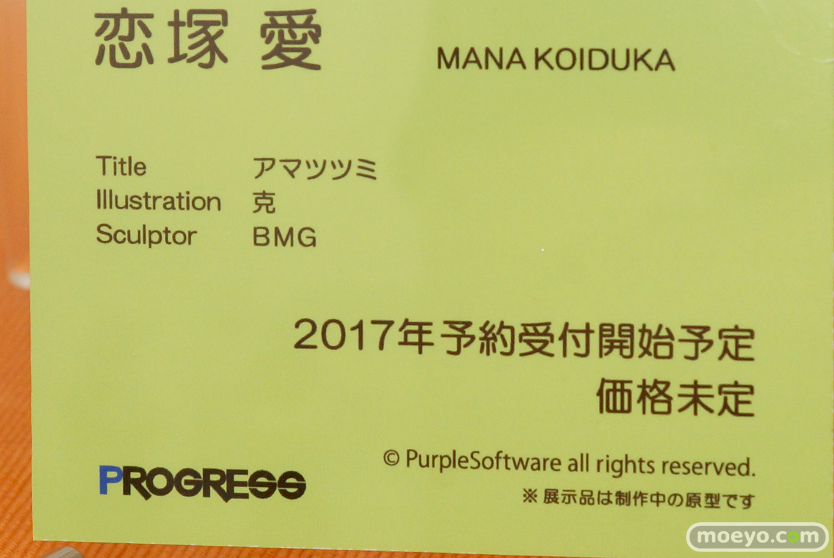 恋塚 愛 MANA KOIDUKA
Title アマツツミ
Illustration 克
Sculptor BMG
2017年予約受付開始予定
価格未定
© PurpleSoftware all rights reserved.
PROGRESS
※展示品は制作中の原型です
moeyo.com